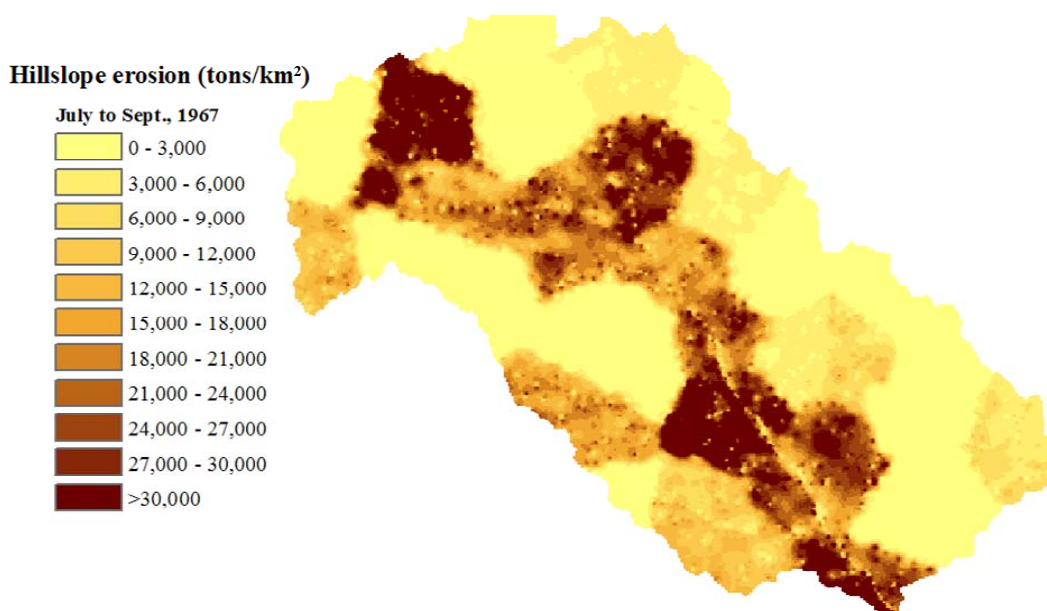 Hillslope erosion (tons/km²)
July to Sept., 1967
0 - 3,000
3,000 - 6,000
6,000 - 9,000
9,000 - 12,000
12,000 - 15,000
15,000 - 18,000
18,000 - 21,000
21,000 - 24,000
24,000 - 27,000
27,000 - 30,000
>30,000